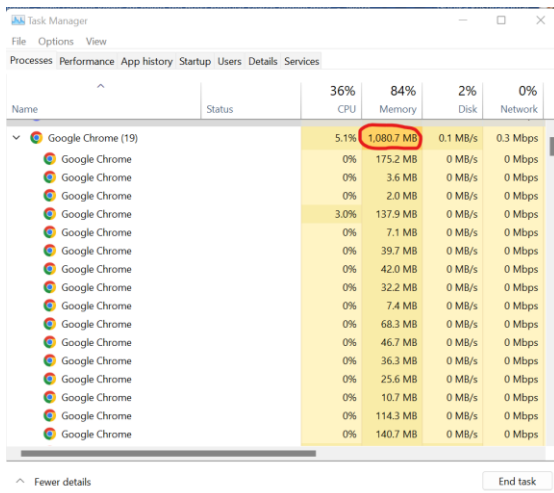 Task Manager
File Options View
Processes Performance App history Startup Users Details Services
36% 84% 2% 0%
Name Status CPU Memory Disk Network
Google Chrome (19) 5.1% 1,080.7 MB 0.1 MB/s 0.3 Mbps
Google Chrome 0% 175.2 MB 0 MB/s 0 Mbps
Google Chrome 0% 3.6 MB 0 MB/s 0 Mbps
Google Chrome 0% 2.0 MB 0 MB/s 0 Mbps
Google Chrome 3.0% 137.9 MB 0 MB/s 0 Mbps
Google Chrome 0% 7.1 MB 0 MB/s 0 Mbps
Google Chrome 0% 39.7 MB 0 MB/s 0 Mbps
Google Chrome 0% 42.0 MB 0 MB/s 0 Mbps
Google Chrome 0% 32.2 MB 0 MB/s 0 Mbps
Google Chrome 0% 7.4 MB 0 MB/s 0 Mbps
Google Chrome 0% 68.3 MB 0 MB/s 0 Mbps
Google Chrome 0% 46.7 MB 0 MB/s 0 Mbps
Google Chrome 0% 36.3 MB 0 MB/s 0 Mbps
Google Chrome 0% 25.6 MB 0 MB/s 0 Mbps
Google Chrome 0% 10.7 MB 0 MB/s 0 Mbps
Google Chrome 0% 114.3 MB 0 MB/s 0 Mbps
Google Chrome 0% 140.7 MB 0 MB/s 0 Mbps
Fewer details End task